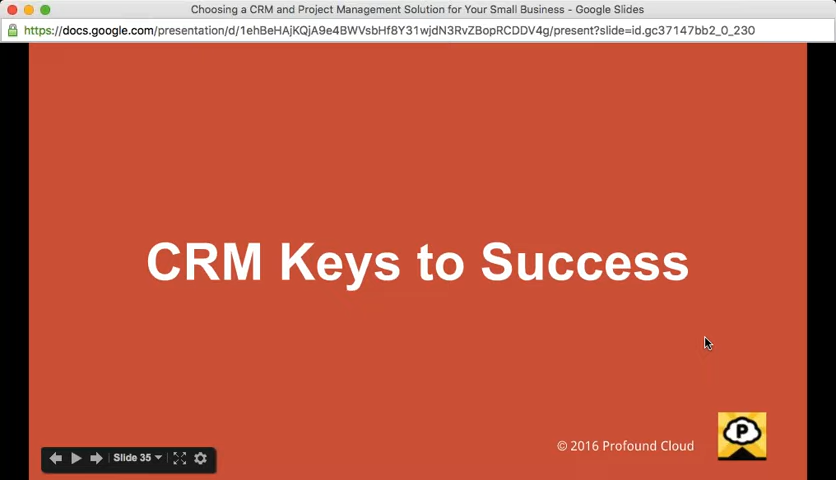 Choosing a CRM and Project Management Solution for Your Small Business - Google Slides
https://docs.google.com/presentation/d/1ehBeHAjKQjA9e4BWVsbHf8Y31wjdN3RvZBopRCDDV4g/present?slide=id.gc37147bb2_0_230
CRM Keys to Success
© 2016 Profound Cloud
P
Slide 35